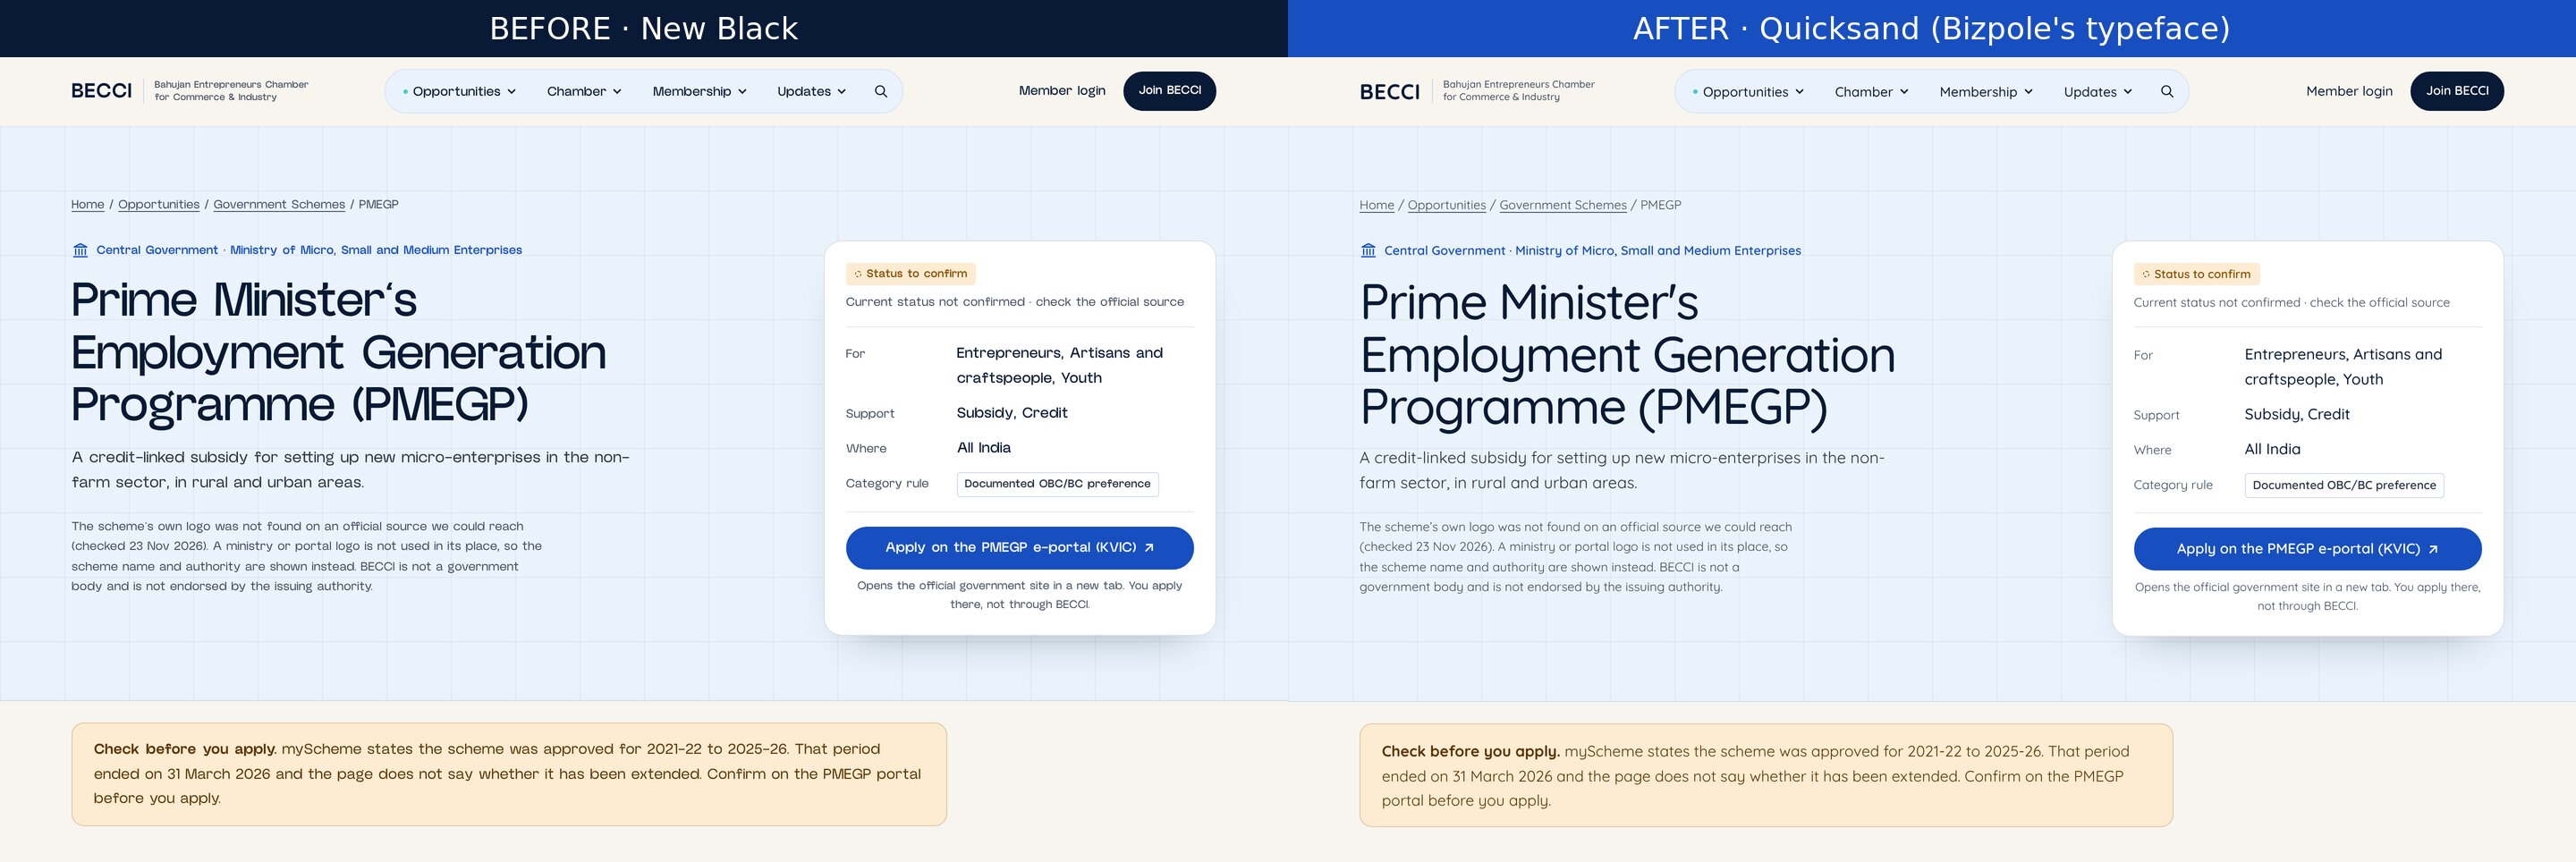 BEFORE · New Black
BECCI
Bahujan Entrepreneurs Chamber
for Commerce & Industry
Opportunities
Chamber
Membership
Updates
Member login
Join BECCI
Home / Opportunities / Government Schemes / PMEGP
Central Government · Ministry of Micro, Small and Medium Enterprises
Prime Minister‘s
Employment Generation
Programme (PMEGP)
A credit-linked subsidy for setting up new micro-enterprises in the non-
farm sector, in rural and urban areas.
The scheme's own logo was not found on an official source we could reach
(checked 23 Nov 2026). A ministry or portal logo is not used in its place, so the
scheme name and authority are shown instead. BECCI is not a government
body and is not endorsed by the issuing authority.
Status to confirm
Current status not confirmed · check the official source
For
Entrepreneurs, Artisans and
craftspeople, Youth
Support
Subsidy, Credit
Where
All India
Category rule
Documented OBC/BC preference
Apply on the PMEGP e-portal (KVIC)
Opens the official government site in a new tab. You apply
there, not through BECCI.
Check before you apply. myScheme states the scheme was approved for 2021-22 to 2025-26. That period
ended on 31 March 2026 and the page does not say whether it has been extended. Confirm on the PMEGP portal
before you apply.
AFTER · Quicksand (Bizpole's typeface)
BECCI
Bahujan Entrepreneurs Chamber
for Commerce & Industry
Opportunities
Chamber
Membership
Updates
Member login
Join BECCI
Home / Opportunities / Government Schemes / PMEGP
Central Government · Ministry of Micro, Small and Medium Enterprises
Prime Minister's
Employment Generation
Programme (PMEGP)
A credit-linked subsidy for setting up new micro-enterprises in the non-
farm sector, in rural and urban areas.
The scheme's own logo was not found on an official source we could reach
(checked 23 Nov 2026). A ministry or portal logo is not used in its place, so
the scheme name and authority are shown instead. BECCI is not a
government body and is not endorsed by the issuing authority.
Status to confirm
Current status not confirmed · check the official source
For
Entrepreneurs, Artisans and
craftspeople, Youth
Support
Subsidy, Credit
Where
All India
Category rule
Documented OBC/BC preference
Apply on the PMEGP e-portal (KVIC)
Opens the official government site in a new tab. You apply there,
not through BECCI.
Check before you apply. myScheme states the scheme was approved for 2021-22 to 2025-26. That period
ended on 31 March 2026 and the page does not say whether it has been extended. Confirm on the PMEGP
portal before you apply.